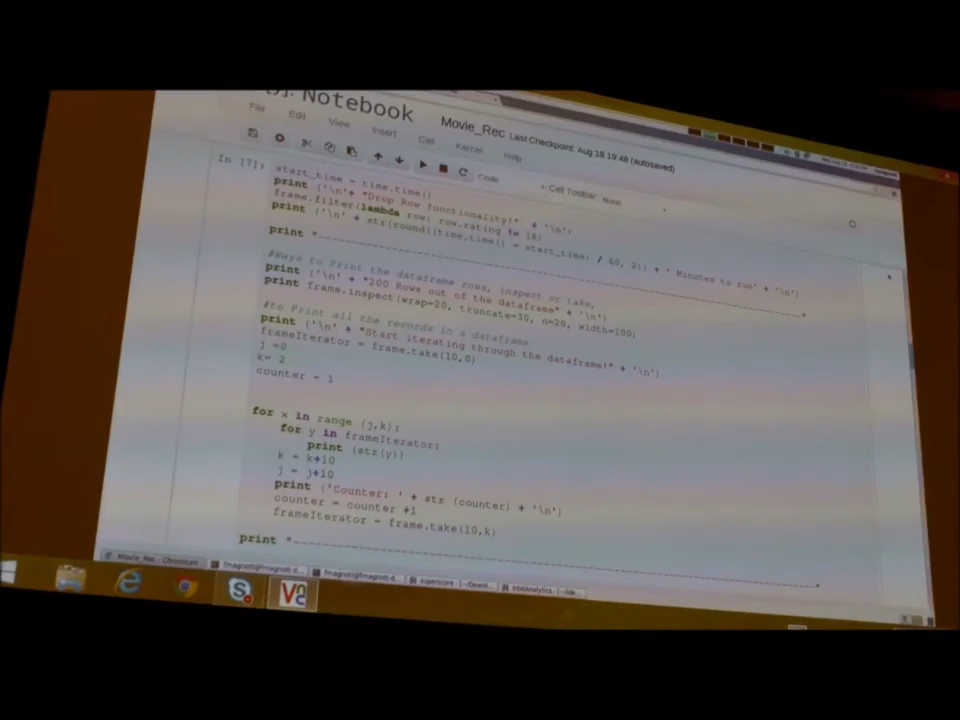 Notebook
Movie_Rec Last Checkpoint: Aug 18 19:48 (autosaved)
File Edit View Insert Cell Kernel Help
Code Cell Toolbar: None
In [7]:
start_time = time.time()
print ('\n'+ "Drop Row functionality!" + '\n')
frame.filter(lambda row: row.rating != 18)
print ('\n' + str(round((time.time() - start_time) / 60, 2)) + ' Minutes to run' + '\n')
print "----------------------------------------------------------------------"
#Ways to Print the dataframe rows, inspect or take,
print ('\n' + "200 Rows out of the dataframe" + '\n')
print frame.inspect(wrap=20, truncate=30, n=20, width=100)
#to Print all the records in a dataframe
print ('\n' + "Start iterating through the dataframe!" + '\n')
frameIterator = frame.take(10,0)
j =0
k= 2
counter = 1
for x in range (j,k):
for y in frameIterator:
print (str(y))
k = k+10
j = j+10
print ('Counter: ' + str (counter) + '\n')
counter = counter +1
frameIterator = frame.take(10,k)
print "----------------------------------------------------------------------"
Movie_Rec - Chromium